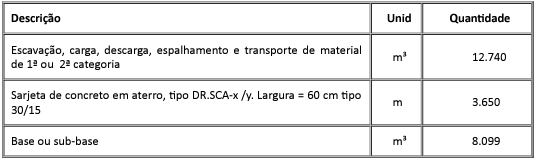 Descrição Unid Quantidade
Escavação, carga, descarga, espalhamento e transporte de material m³ 12.740
de 1ª ou 2ª categoria
Sarjeta de concreto em aterro, tipo DR.SCA-x /y. Largura = 60 cm tipo m 3.650
30/15
Base ou sub-base m³ 8.099